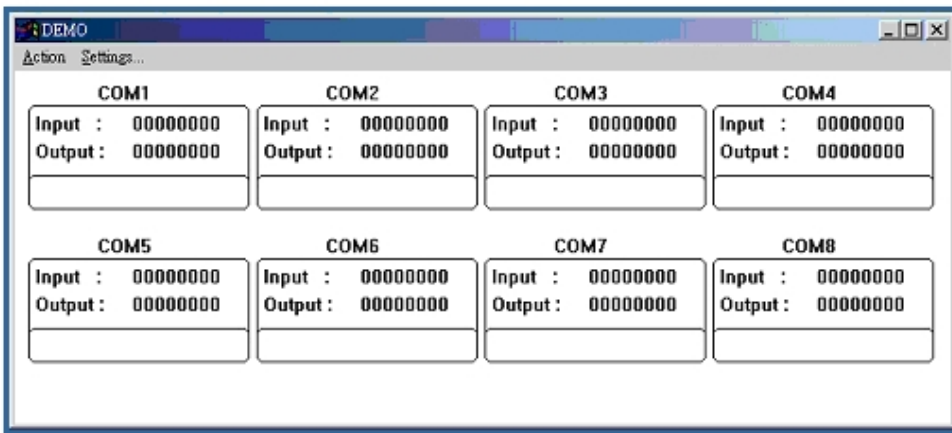 DEMO
Action Settings...
COM1 COM2 COM3 COM4
Input : 00000000 Input : 00000000 Input : 00000000 Input : 00000000
Output : 00000000 Output : 00000000 Output : 00000000 Output : 00000000
COM5 COM6 COM7 COM8
Input : 00000000 Input : 00000000 Input : 00000000 Input : 00000000
Output : 00000000 Output : 00000000 Output : 00000000 Output : 00000000